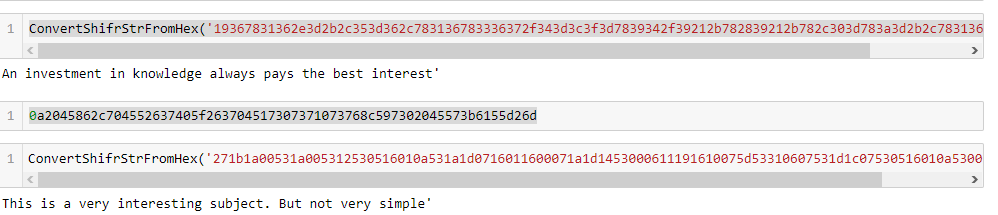 1 ConvertShifrStrFromHex('19367831362e3d2b2c353d362c783136783336372f343d3c3f3d7839342f39212b782839212b782c303d783a3d2b2c783136
An investment in knowledge always pays the best interest'
1 0a2045862c704552637405f263704517307371073768c597302045573b6155d26d
1 ConvertShifrStrFromHex('271b1a00531a005312530516010a531a1d0716011600071a1d1453000611191610075d53310607531d1c07530516010a5300
This is a very interesting subject. But not very simple'